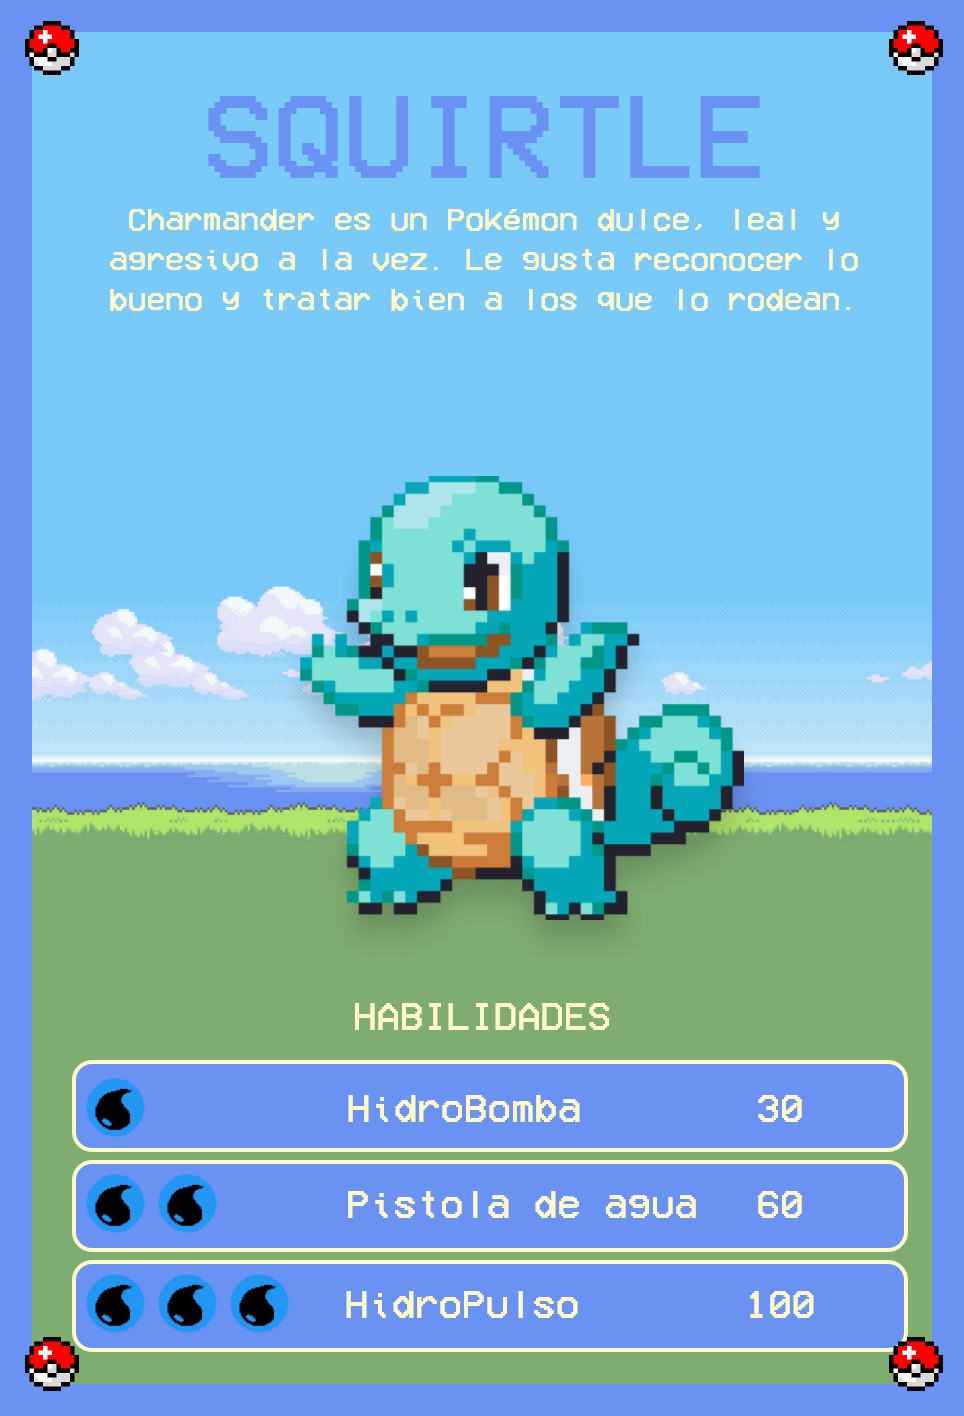 SQUIRTLE
Charmander es un Pokémon dulce, leal y
agresivo a la vez. Le gusta reconocer lo
bueno y tratar bien a los que lo rodean.
HABILIDADES
HidroBomba 30
Pistola de agua 60
HidroPulso 100